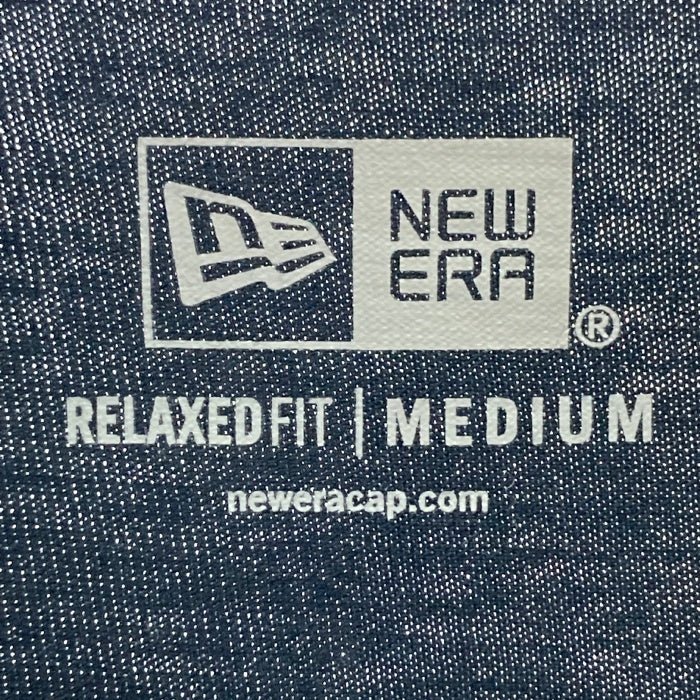 NEW
ERA
®
RELAXED FIT | MEDIUM
neweracap.com